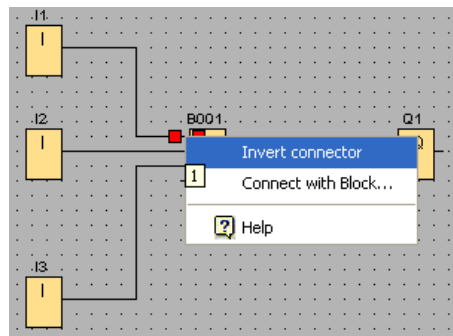 I1
I
I2
B001
Q1
I
Invert connector
1
Connect with Block...
Help
I3
I